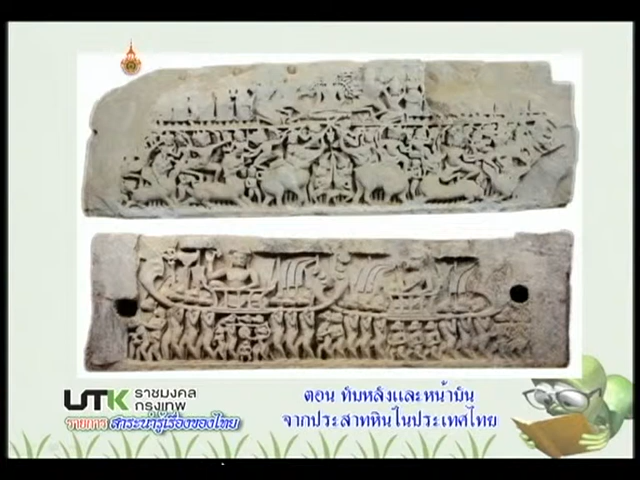 UTK ราชมงคล
กรุงเทพ
รายการ สาระน่ารู้เรื่องของไทย
ตอน ทับหลังและหน้าบัน
จากปราสาทหินในประเทศไทย